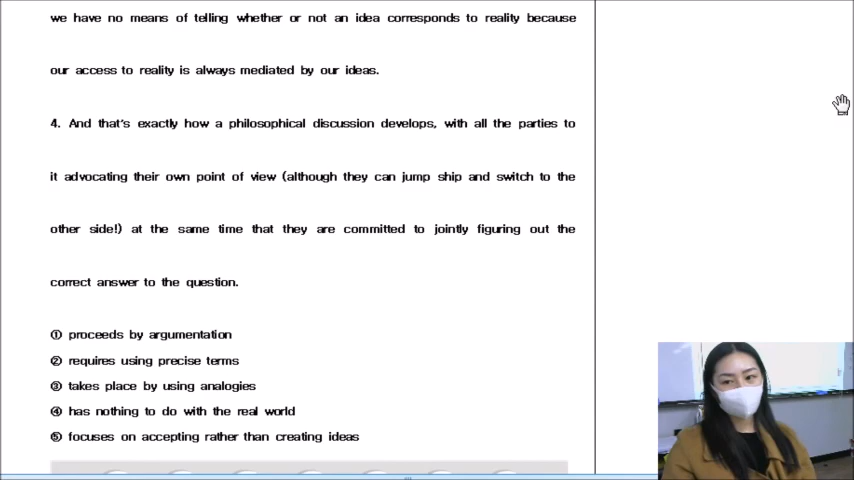 we have no means of telling whether or not an idea corresponds to reality because
our access to reality is always mediated by our ideas.
4. And that's exactly how a philosophical discussion develops, with all the parties to
it advocating their own point of view (although they can jump ship and switch to the
other side!) at the same time that they are committed to jointly figuring out the
correct answer to the question.
① proceeds by argumentation
② requires using precise terms
③ takes place by using analogies
④ has nothing to do with the real world
⑤ focuses on accepting rather than creating ideas